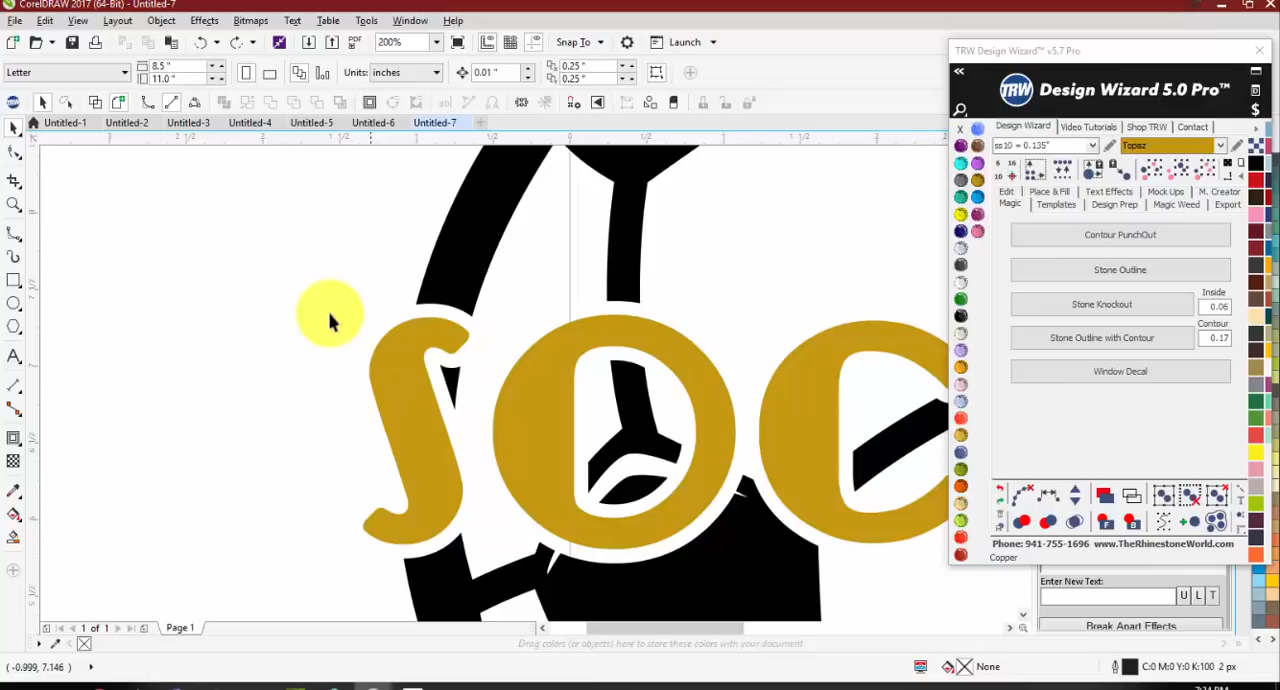 CorelDRAW 2017 (64-Bit) - Untitled-7
File Edit View Layout Object Effects Bitmaps Text Table Tools Window Help
PDF 200% Snap To Launch
Letter 8.5 " 11.0 " Units: inches 0.01 " 0.25 " 0.25 "
Untitled-1 Untitled-2 Untitled-3 Untitled-4 Untitled-5 Untitled-6 Untitled-7
TRW Design Wizard™ v5.7 Pro
TRW Design Wizard 5.0 Pro™
Design Wizard Video Tutorials Shop TRW Contact
ss10 = 0.135" Topaz
Edit Place & Fill Text Effects Mock Ups M. Creator
Magic Templates Design Prep Magic Weed Export
Contour PunchOut
Stone Outline
Stone Knockout Inside 0.06
Stone Outline with Contour Contour 0.17
Window Decal
Phone: 941-755-1696 www.TheRhinestoneWorld.com
Copper
Enter New Text: U L T
Break Apart Effects
soc
1 of 1 Page 1
Drag colors (or objects) here to store these colors with your document
(-0.999, 7.146) None C:0 M:0 Y:0 K:100 2 px
7:24 PM